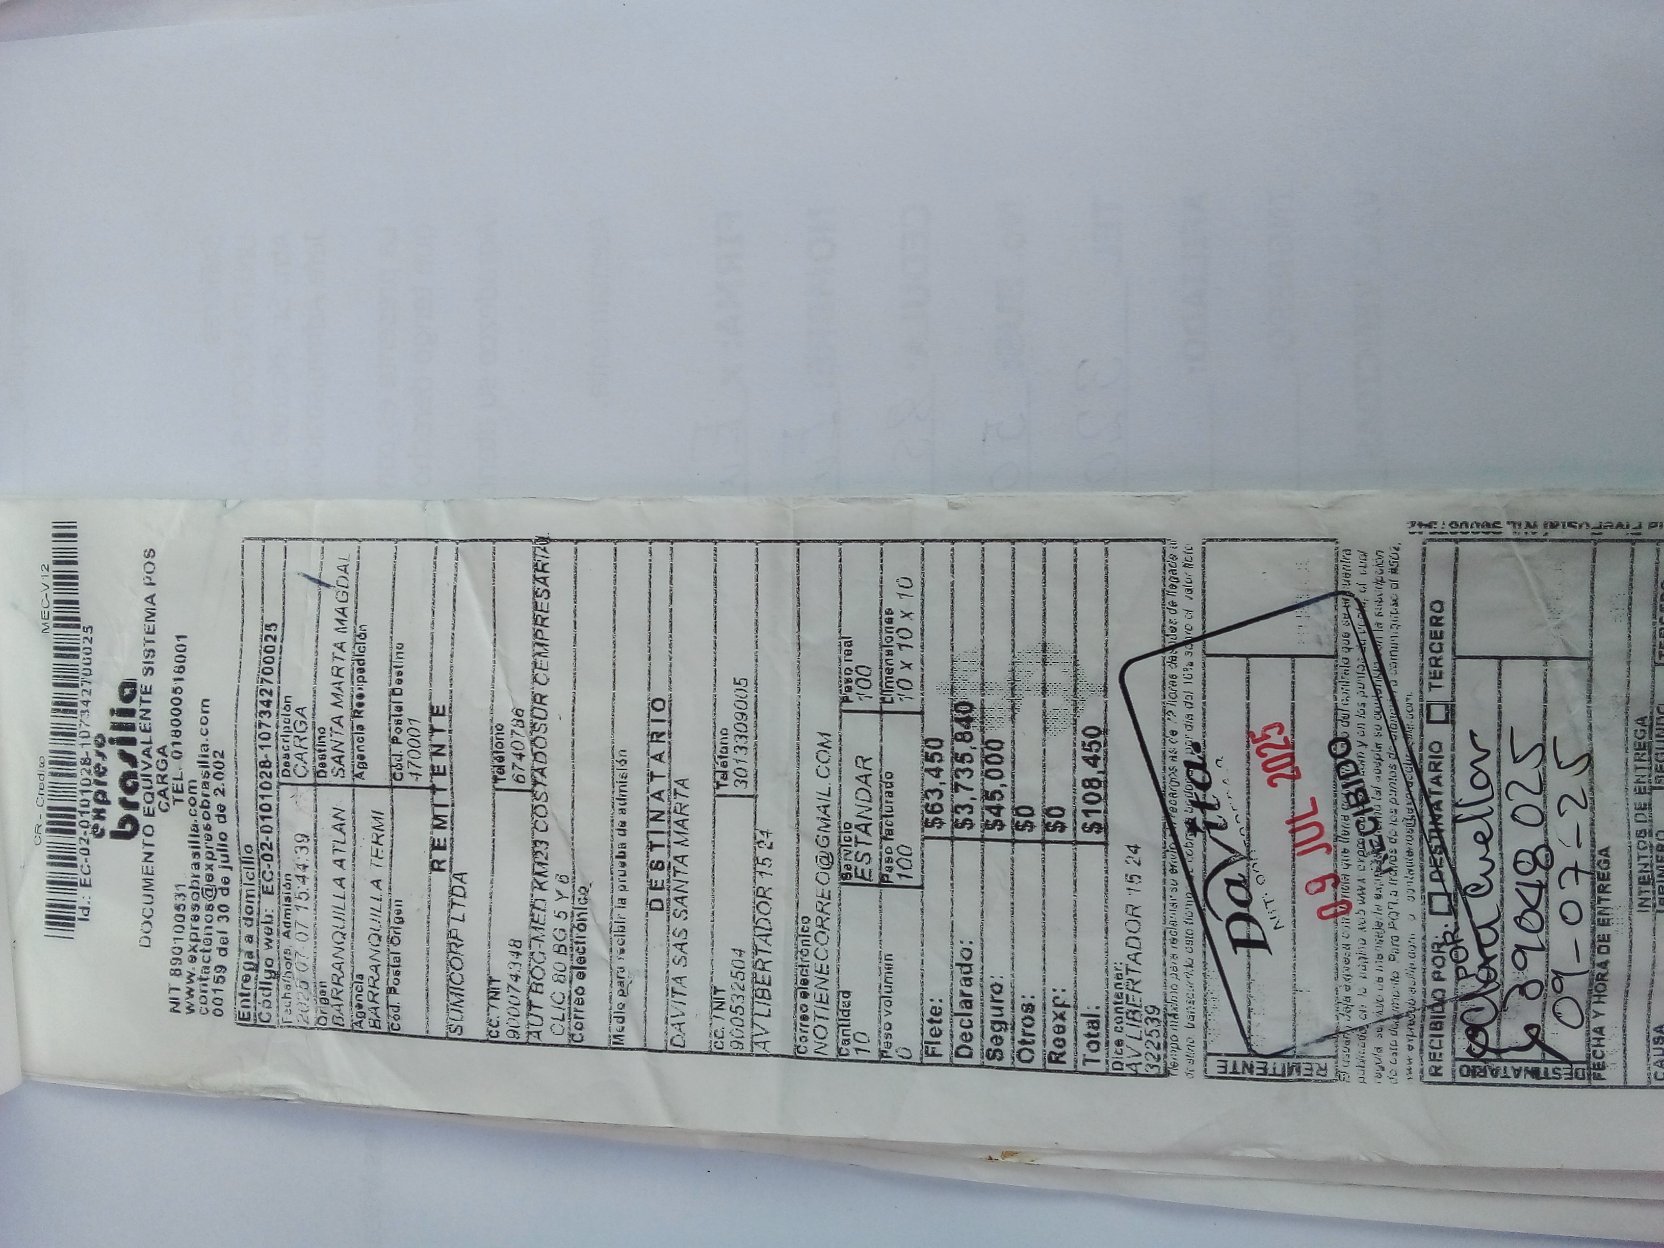 CR - Credito MEC-V12
Id.: EC-02-0101028-1073427000025
expreso
brasilia
DOCUMENTO EQUIVALENTE SISTEMA POS
CARGA
NIT 890100531 TEL. 018000516001
www.expresobrasilia.com
contactenos@expresobrasilia.com
00159 del 30 de julio de 2.002
Entrega a domicilio
Código web: EC-02-0101028-1073427000025
Fecha/hora Admisión Descripción
2025-07-07 15:44:39 CARGA
Origen Destino
BARRANQUILLA ATLAN SANTA MARTA MAGDAL
Agencia Agencia Reexpedición
BARRANQUILLA TERMI
Cód. Postal Origen Cód. Postal Destino
470001
REMITENTE
SUMICORP LTDA
CC. / NIT Teléfono
900074348 6740786
AUT BOG-MED KM23 COSTADOSUR CEMPRESARIAL
CLIC 80 BG 5 Y 6
Correo electrónico
Medio para recibir la prueba de admisión
DESTINATARIO
DAVITA SAS SANTA MARTA
CC. / NIT Teléfono
900532504 3013309005
AV LIBERTADOR 15 24
Correo electrónico
NOTIENECORREO@GMAIL.COM
Cantidad Servicio Peso real
10 ESTANDAR 100
Peso volumen Peso facturado Dimensiones
0 100 10 x 10 x 10
Flete: $63,450
Declarado: $3,735,840
Seguro: $45,000
Otros: $0
Reexp: $0
Total: $108,450
Dice contener:
AV LIBERTADOR 15 24
322539
REMITENTE
DaVita
09 JUL 2025
RECIBIDO
POR:
RECIBIDO POR: DESTINATARIO TERCERO
DESTINATARIO
Cuellar
39048025
09-07-25
FECHA Y HORA DE ENTREGA
INTENTOS DE ENTREGA
CAUSA PRIMERO SEGUNDO TERCERO